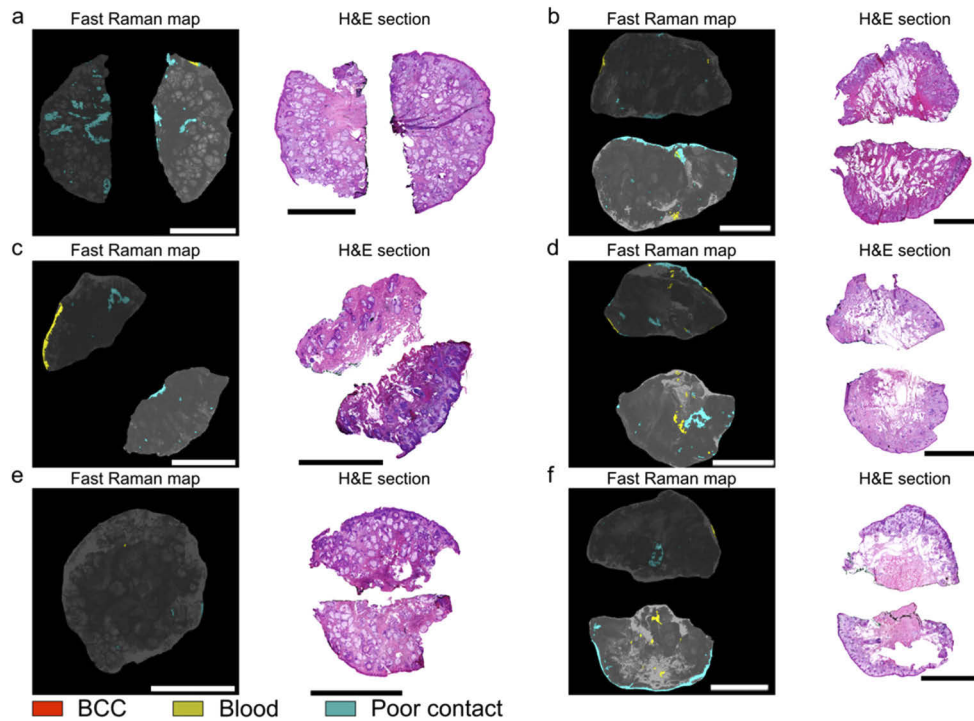 a Fast Raman map H&E section
b Fast Raman map H&E section
c Fast Raman map H&E section
d Fast Raman map H&E section
e Fast Raman map H&E section
f Fast Raman map H&E section
BCC Blood Poor contact